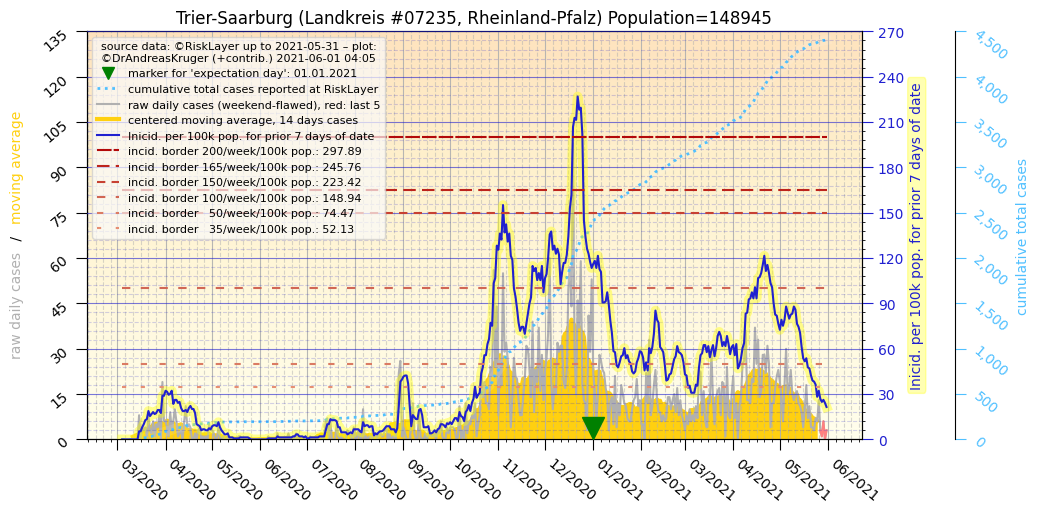 Trier-Saarburg (Landkreis #07235, Rheinland-Pfalz) Population=148945
source data: ©RiskLayer up to 2021-05-31 – plot:
©DrAndreasKruger (+contrib.) 2021-06-01 04:05
marker for 'expectation day': 01.01.2021
cumulative total cases reported at RiskLayer
raw daily cases (weekend-flawed), red: last 5
centered moving average, 14 days cases
Inicid. per 100k pop. for prior 7 days of date
incid. border 200/week/100k pop.: 297.89
incid. border 165/week/100k pop.: 245.76
incid. border 150/week/100k pop.: 223.42
incid. border 100/week/100k pop.: 148.94
incid. border 50/week/100k pop.: 74.47
incid. border 35/week/100k pop.: 52.13
raw daily cases / moving average
135
120
105
90
75
60
45
30
15
0
270
240
210
180
150
120
90
60
30
0
Inicid. per 100k pop. for prior 7 days of date
4,500
4,000
3,500
3,000
2,500
2,000
1,500
1,000
500
0
cumulative total cases
03/2020
04/2020
05/2020
06/2020
07/2020
08/2020
09/2020
10/2020
11/2020
12/2020
01/2021
02/2021
03/2021
04/2021
05/2021
06/2021